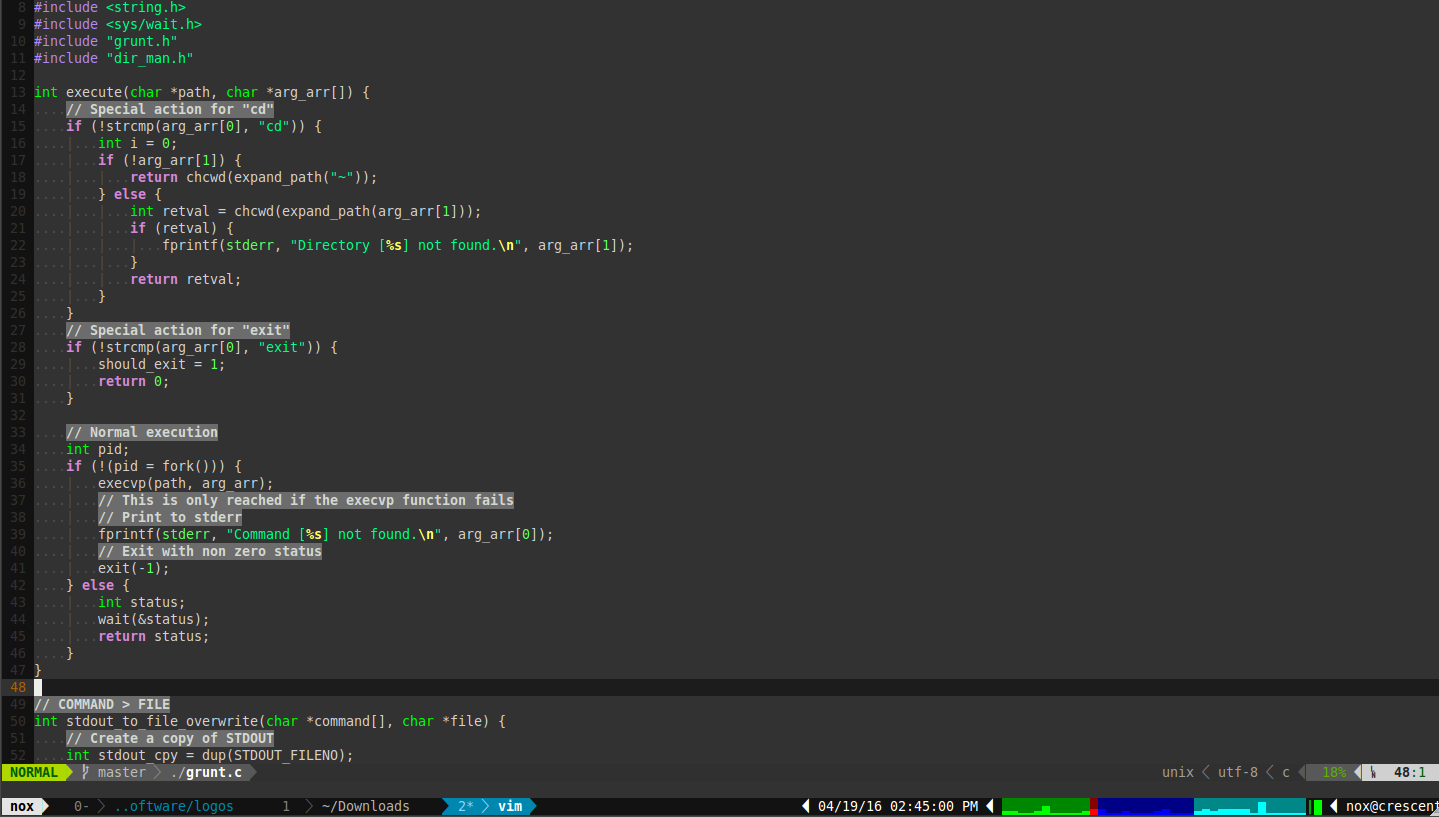 8 #include <string.h>
9 #include <sys/wait.h>
10 #include "grunt.h"
11 #include "dir_man.h"
12
13 int execute(char *path, char *arg_arr[]) {
14 ....// Special action for "cd"
15 ....if (!strcmp(arg_arr[0], "cd")) {
16 ....|...int i = 0;
17 ....|...if (!arg_arr[1]) {
18 ....|...|...return chcwd(expand_path("~"));
19 ....|...} else {
20 ....|...|...int retval = chcwd(expand_path(arg_arr[1]));
21 ....|...|...if (retval) {
22 ....|...|...|...fprintf(stderr, "Directory [%s] not found.\n", arg_arr[1]);
23 ....|...|...}
24 ....|...|...return retval;
25 ....|...}
26 ....}
27 ....// Special action for "exit"
28 ....if (!strcmp(arg_arr[0], "exit")) {
29 ....|...should_exit = 1;
30 ....|...return 0;
31 ....}
32
33 ....// Normal execution
34 ....int pid;
35 ....if (!(pid = fork())) {
36 ....|...execvp(path, arg_arr);
37 ....|...// This is only reached if the execvp function fails
38 ....|...// Print to stderr
39 ....|...fprintf(stderr, "Command [%s] not found.\n", arg_arr[0]);
40 ....|...// Exit with non zero status
41 ....|...exit(-1);
42 ....} else {
43 ....|...int status;
44 ....|...wait(&status);
45 ....|...return status;
46 ....}
47 }
48
49 // COMMAND > FILE
50 int stdout_to_file_overwrite(char *command[], char *file) {
51 ....// Create a copy of STDOUT
52 ....int stdout_cpy = dup(STDOUT_FILENO);
NORMAL master ./grunt.c unix utf-8 c 18% 48:1
nox 0- ..oftware/logos 1 ~/Downloads 2* vim 04/19/16 02:45:00 PM nox@crescent